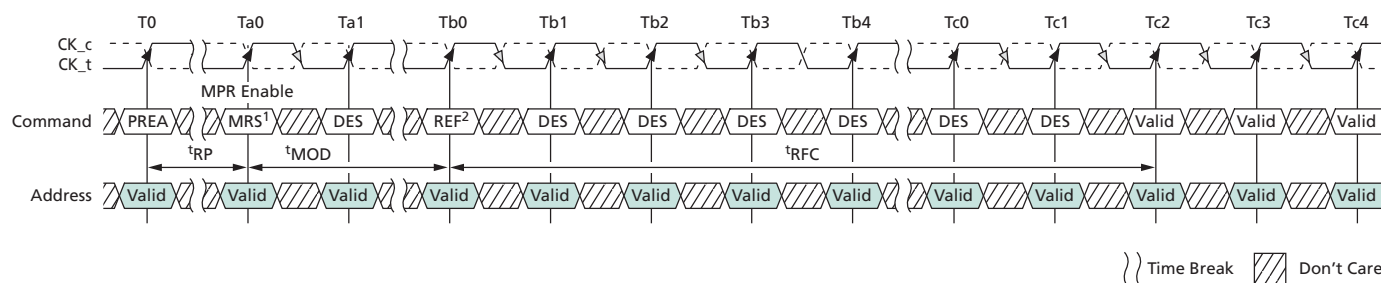 T0 Ta0 Ta1 Tb0 Tb1 Tb2 Tb3 Tb4 Tc0 Tc1 Tc2 Tc3 Tc4
CK_c
CK_t
MPR Enable
Command PREA MRS¹ DES REF² DES DES DES DES DES DES Valid Valid Valid
ᵗRP ᵗMOD ᵗRFC
Address Valid Valid Valid Valid Valid Valid Valid Valid Valid Valid Valid Valid Valid
Time Break Don't Care